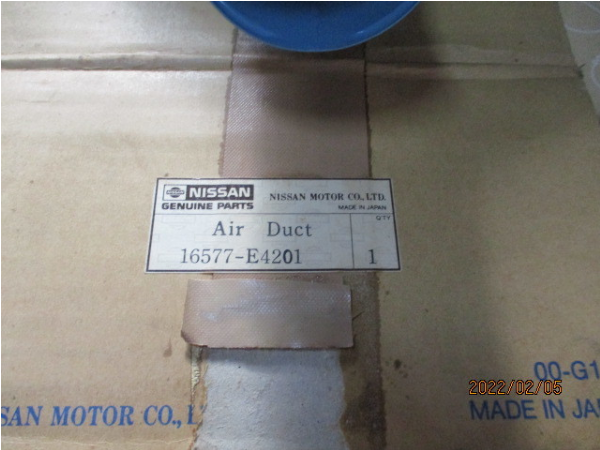 NISSAN NISSAN MOTOR CO., LTD.
GENUINE PARTS MADE IN JAPAN
Q'TY
Air Duct
16577-E4201 1
00-G1
2022/02/05
SSAN MOTOR CO., L MADE IN JA